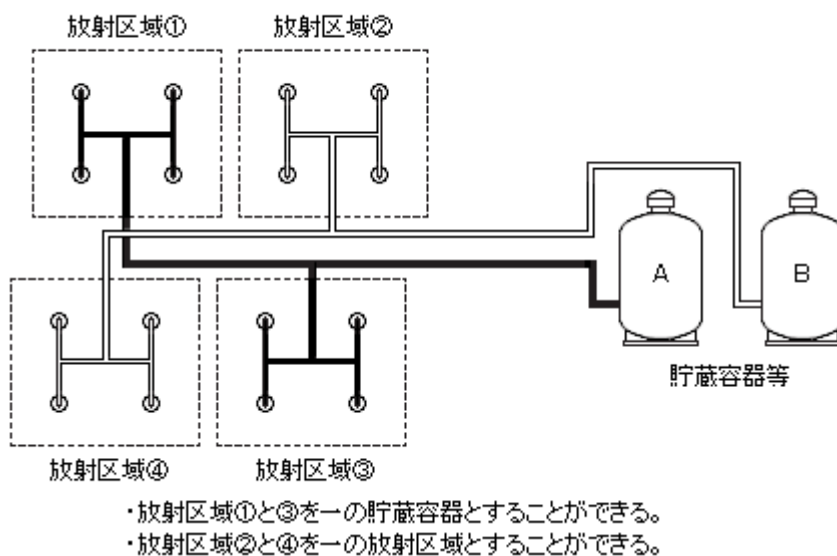 放射区域① 放射区域②
A B
貯蔵容器等
放射区域④ 放射区域③
・放射区域①と③を一の貯蔵容器とすることができる。
・放射区域②と④を一の放射区域とすることができる。